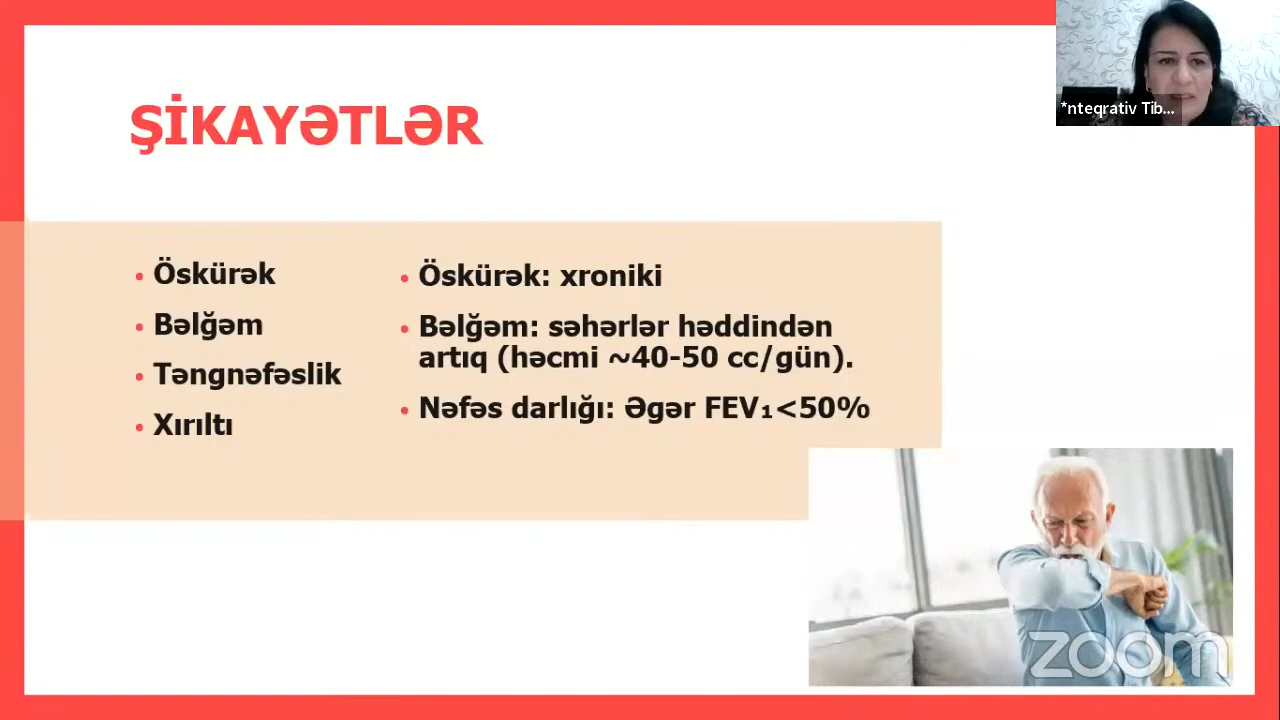 ŞİKAYƏTLƏR
*nteqrativ Tib...
• Öskürək
• Bəlğəm
• Təngnəfəslik
• Xırıltı
• Öskürək: xroniki
• Bəlğəm: səhərlər həddindən
artıq (həcmi ~40-50 cc/gün).
• Nəfəs darlığı: Əgər FEV₁<50%
zoom